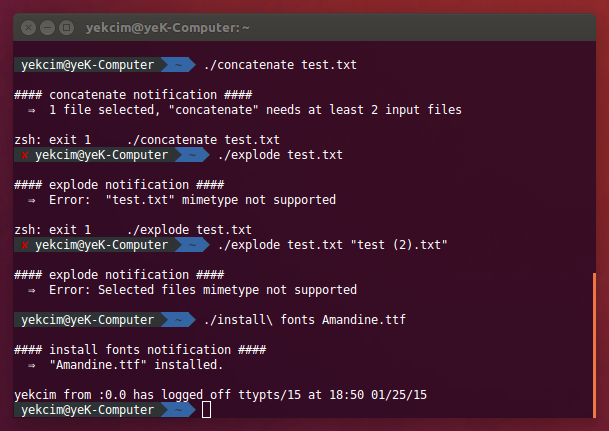 yekcim@yeK-Computer: ~
yekcim@yeK-Computer ~ ./concatenate test.txt
#### concatenate notification ####
⇒ 1 file selected, "concatenate" needs at least 2 input files
zsh: exit 1     ./concatenate test.txt
✗ yekcim@yeK-Computer ~ ./explode test.txt
#### explode notification ####
⇒ Error:  "test.txt" mimetype not supported
zsh: exit 1     ./explode test.txt
✗ yekcim@yeK-Computer ~ ./explode test.txt "test (2).txt"
#### explode notification ####
⇒ Error: Selected files mimetype not supported
yekcim@yeK-Computer ~ ./install\ fonts Amandine.ttf
#### install fonts notification ####
⇒ "Amandine.ttf" installed.
yekcim from :0.0 has logged off ttypts/15 at 18:50 01/25/15
yekcim@yeK-Computer ~